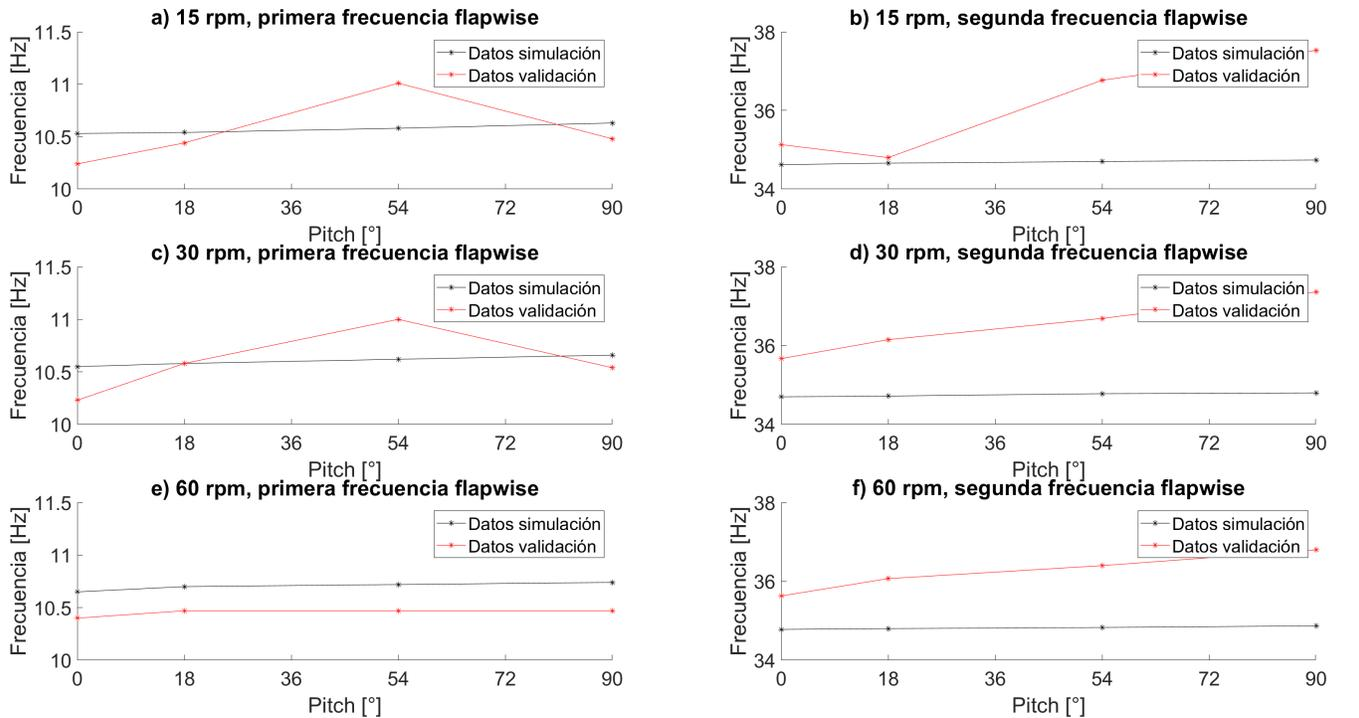 a) 15 rpm, primera frecuencia flapwise
11.5
11
10.5
10
Frecuencia [Hz]
Datos simulación
Datos validación
0 18 36 54 72 90
Pitch [°]
b) 15 rpm, segunda frecuencia flapwise
38
36
34
Frecuencia [Hz]
Datos simulación
Datos validación
0 18 36 54 72 90
Pitch [°]
c) 30 rpm, primera frecuencia flapwise
11.5
11
10.5
10
Frecuencia [Hz]
Datos simulación
Datos validación
0 18 36 54 72 90
Pitch [°]
d) 30 rpm, segunda frecuencia flapwise
38
36
34
Frecuencia [Hz]
Datos simulación
Datos validación
0 18 36 54 72 90
Pitch [°]
e) 60 rpm, primera frecuencia flapwise
11.5
11
10.5
10
Frecuencia [Hz]
Datos simulación
Datos validación
0 18 36 54 72 90
Pitch [°]
f) 60 rpm, segunda frecuencia flapwise
38
36
34
Frecuencia [Hz]
Datos simulación
Datos validación
0 18 36 54 72 90
Pitch [°]